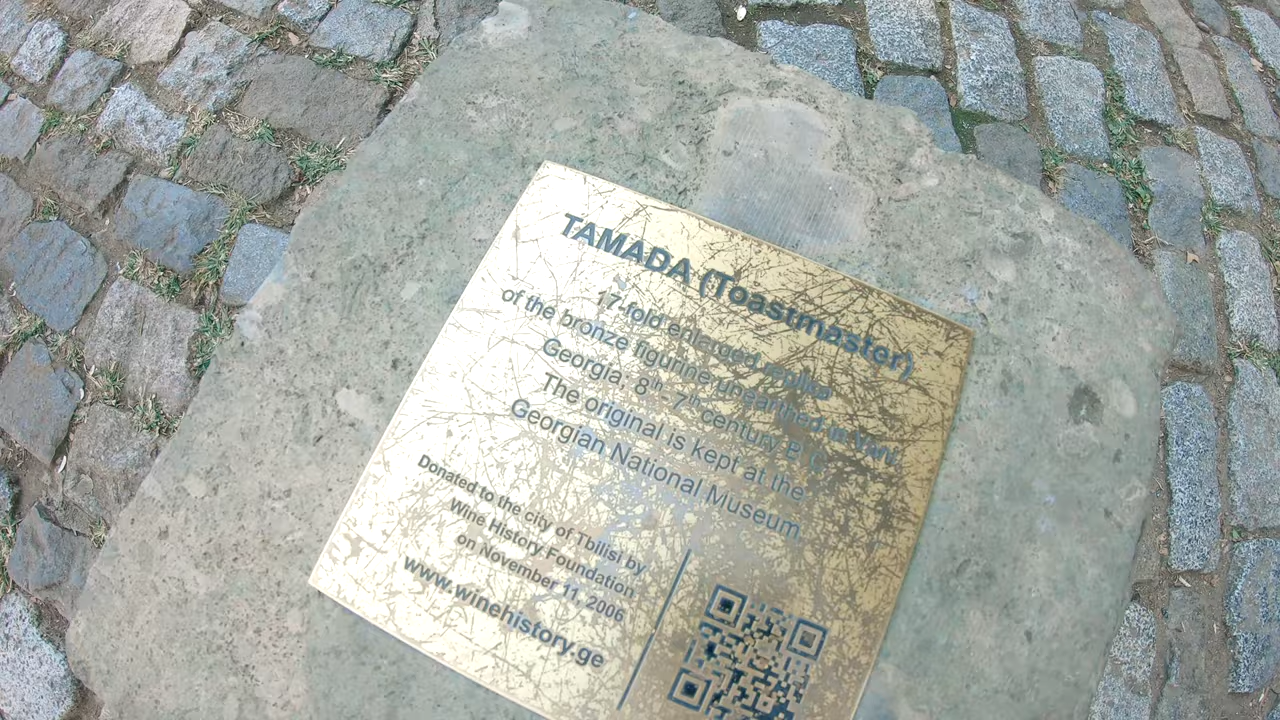 TAMADA (Toastmaster)
17-fold enlarged replica
of the bronze figurine unearthed in Vani,
Georgia, 8th - 7th century B.C.
The original is kept at the
Georgian National Museum
Donated to the city of Tbilisi by
Wine History Foundation
on November 11, 2006
www.winehistory.ge